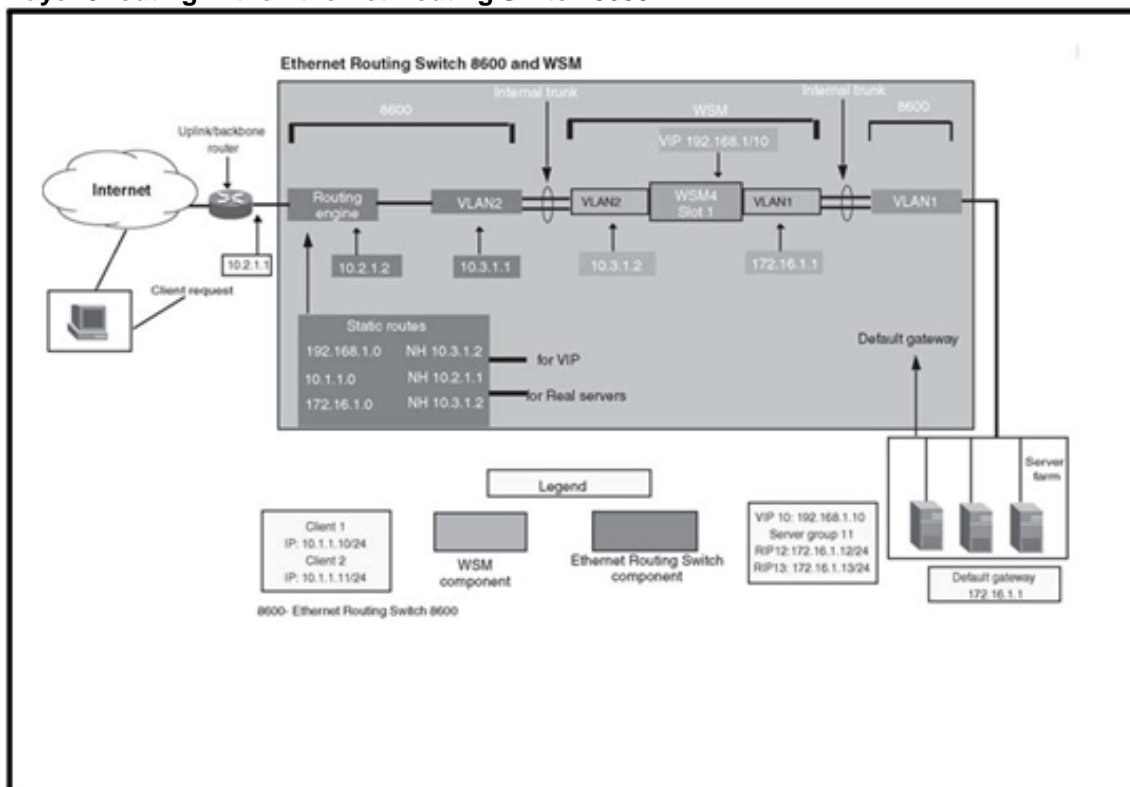 Ethernet Routing Switch 8600 and WSM
Internal trunk
Internal trunk
8600
WSM
8600
Uplink/backbone
router
VIP 192.168.1/10
Internet
Routing
engine
VLAN2
VLAN2
WSM4
Slot 1
VLAN1
VLAN1
10.2.1.1
10.2.1.2
10.3.1.1
10.3.1.2
172.16.1.1
Client request
Static routes
192.168.1.0 NH 10.3.1.2
for VIP
10.1.1.0 NH 10.2.1.1
for Real servers
172.16.1.0 NH 10.3.1.2
Default gateway
Server
farm
Legend
Client 1
IP: 10.1.1.10/24
Client 2
IP: 10.1.1.11/24
WSM
component
Ethernet Routing Switch
component
VIP 10: 192.168.1.10
Server group 11
RIP12:172.16.1.12/24
RIP13: 172.16.1.13/24
Default gateway
172.16.1.1
8600- Ethernet Routing Switch 8600